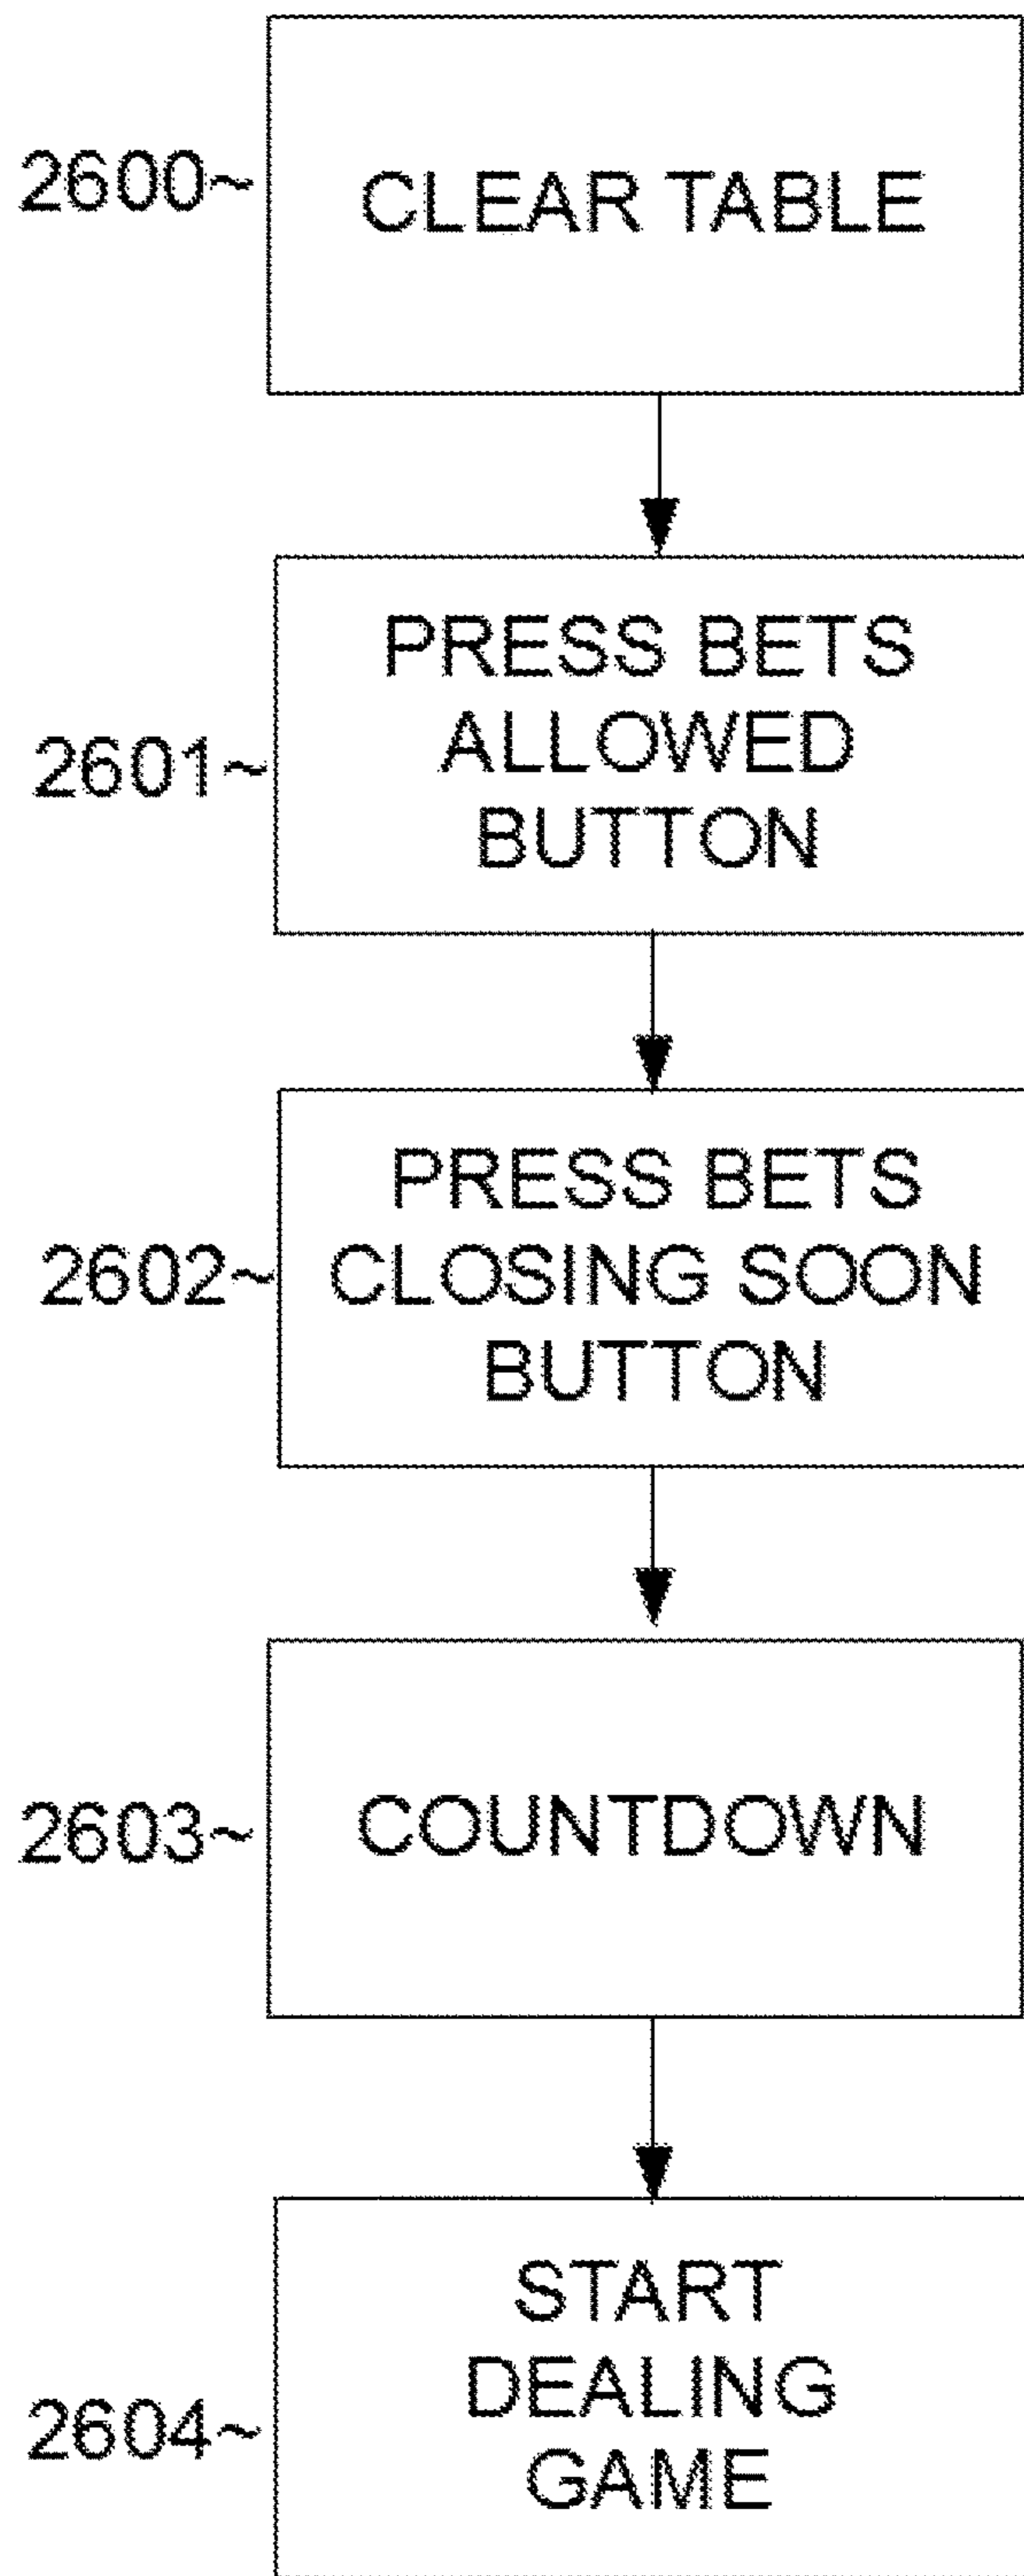 2600~
CLEAR TABLE
PRESS BETS
ALLOWED
2601~
BUTTON
PRESS BETS
2602~
CLOSING SOON
BUTTON
2603~
COUNTDOWN
START
DEALING
2604~
GAME